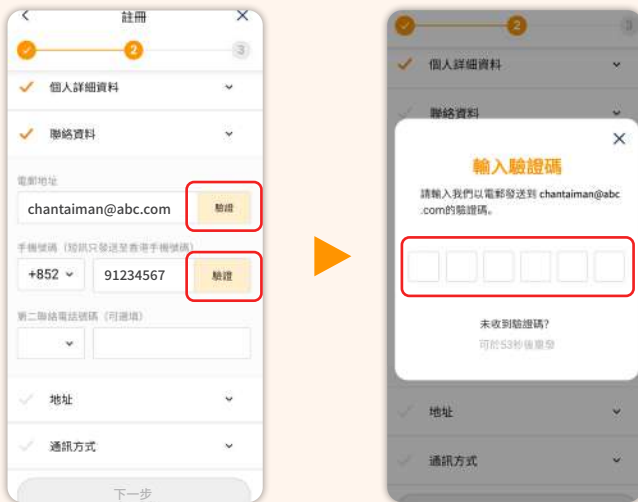 註冊
2
3
個人詳細資料
聯絡資料
電郵地址
chantaiman@abc.com
驗證
手機號碼（短訊只發送至香港手機號碼）
+852
91234567
驗證
第二聯絡電話號碼（可選填）
地址
通訊方式
下一步
2
3
個人詳細資料
聯絡資料
輸入驗證碼
請輸入我們以電郵發送到 chantaiman@abc
.com的驗證碼。
未收到驗證碼?
可於53秒後重發
地址
通訊方式